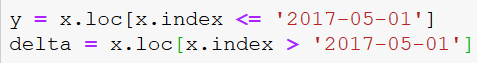 y = x.loc[x.index <= '2017-05-01']
delta = x.loc[x.index > '2017-05-01']